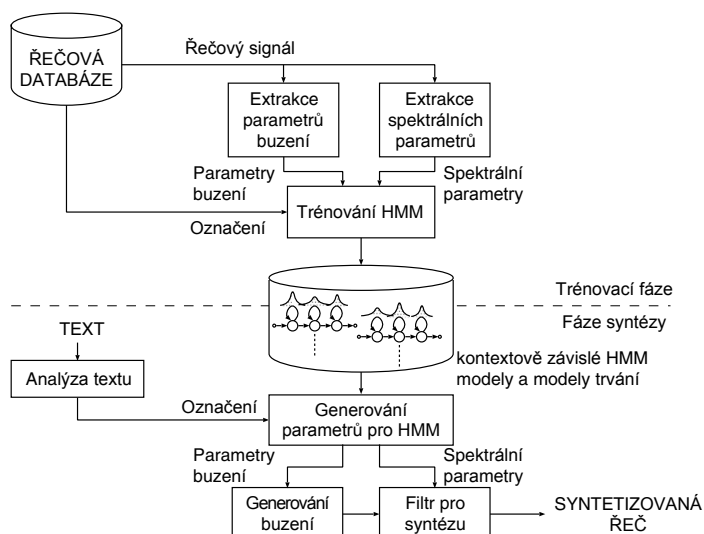 Řečový signál
ŘEČOVÁ
DATABÁZE
Extrakce
parametrů
buzení
Extrakce
spektrálních
parametrů
Parametry
buzení
Spektrální
parametry
Trénování HMM
Označení
Trénovací fáze
Fáze syntézy
TEXT
kontextově závislé HMM
modely a modely trvání
Analýza textu
Označení
Generování
parametrů pro HMM
Parametry
buzení
Spektrální
parametry
Generování
buzení
Filtr pro
syntézu
SYNTETIZOVANÁ
ŘEČ